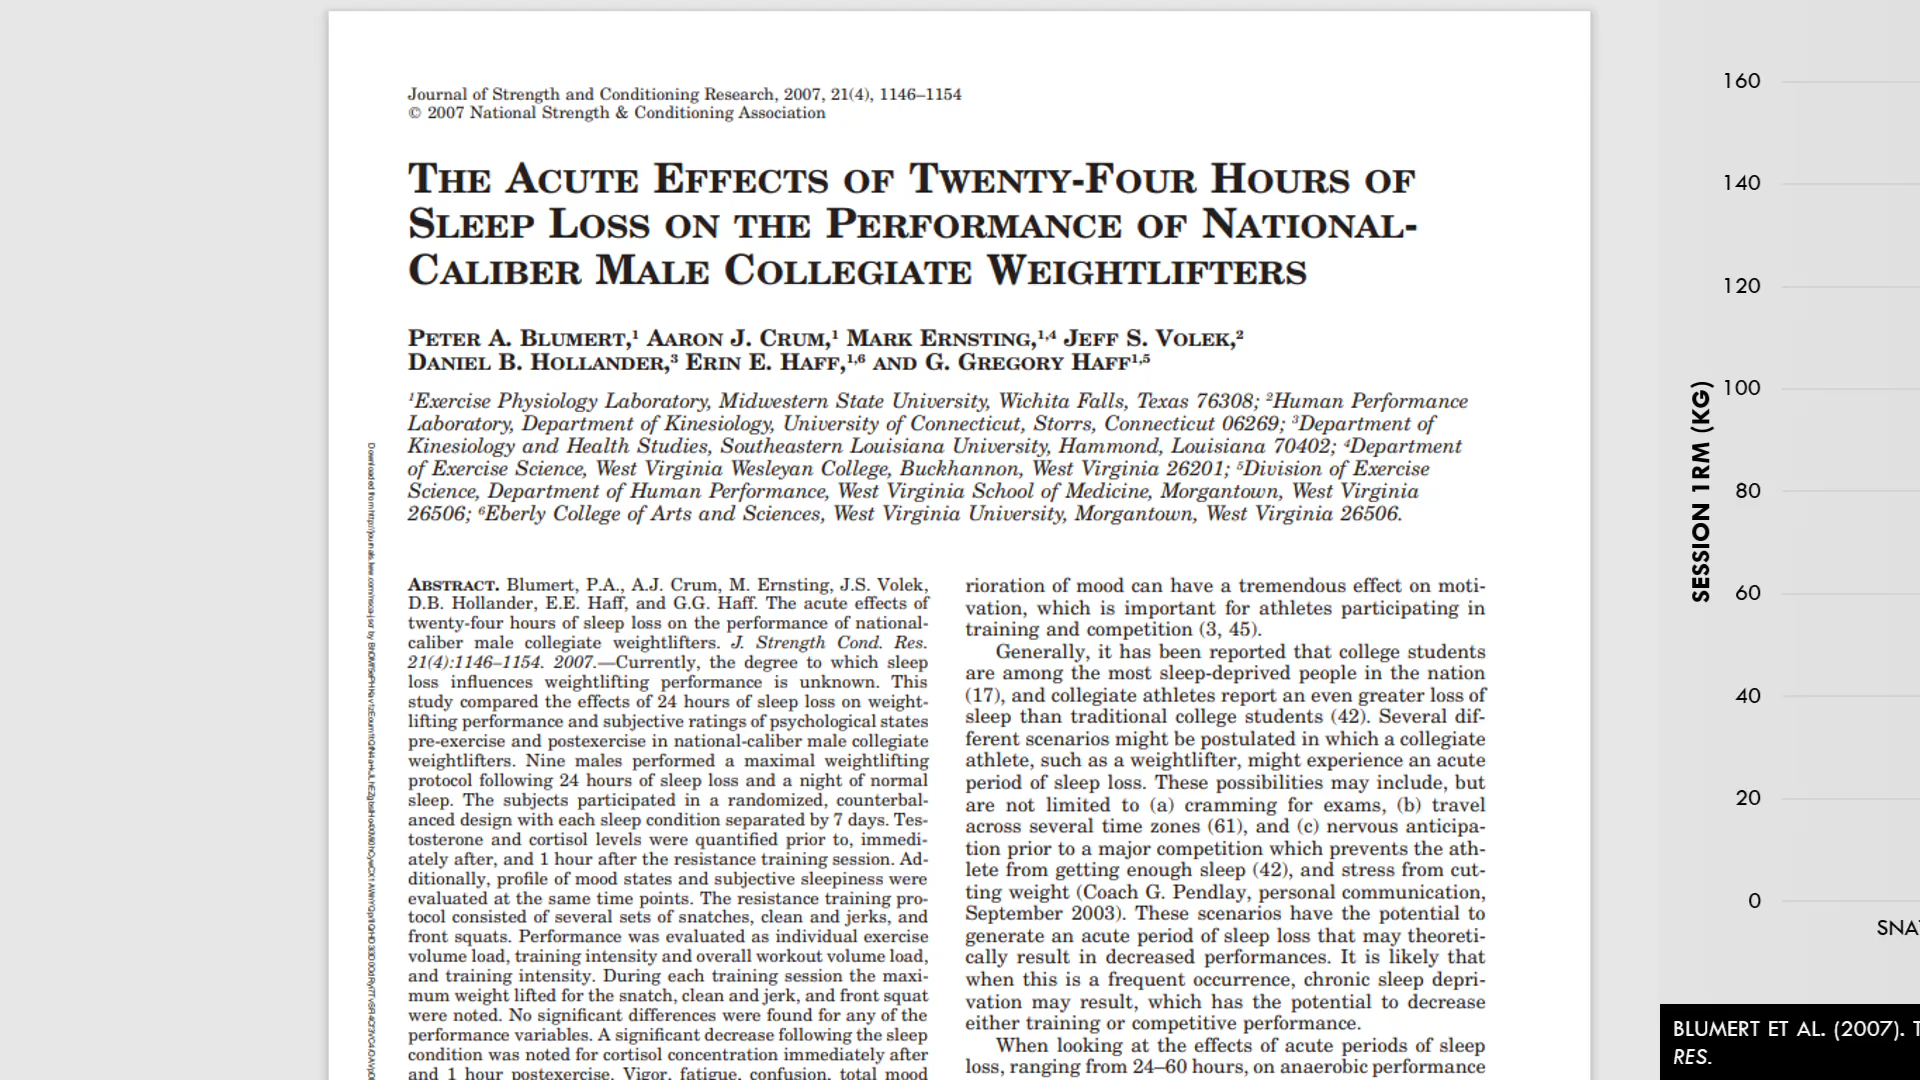 Journal of Strength and Conditioning Research, 2007, 21(4), 1146–1154
© 2007 National Strength & Conditioning Association
THE ACUTE EFFECTS OF TWENTY-FOUR HOURS OF
SLEEP LOSS ON THE PERFORMANCE OF NATIONAL-
CALIBER MALE COLLEGIATE WEIGHTLIFTERS
PETER A. BLUMERT,¹ AARON J. CRUM,¹ MARK ERNSTING,¹,⁴ JEFF S. VOLEK,²
DANIEL B. HOLLANDER,³ ERIN E. HAFF,¹,⁶ AND G. GREGORY HAFF¹,⁵
¹Exercise Physiology Laboratory, Midwestern State University, Wichita Falls, Texas 76308; ²Human Performance
Laboratory, Department of Kinesiology, University of Connecticut, Storrs, Connecticut 06269; ³Department of
Kinesiology and Health Studies, Southeastern Louisiana University, Hammond, Louisiana 70402; ⁴Department
of Exercise Science, West Virginia Wesleyan College, Buckhannon, West Virginia 26201; ⁵Division of Exercise
Science, Department of Human Performance, West Virginia School of Medicine, Morgantown, West Virginia
26506; ⁶Eberly College of Arts and Sciences, West Virginia University, Morgantown, West Virginia 26506.
ABSTRACT. Blumert, P.A., A.J. Crum, M. Ernsting, J.S. Volek,
D.B. Hollander, E.E. Haff, and G.G. Haff. The acute effects of
twenty-four hours of sleep loss on the performance of national-
caliber male collegiate weightlifters. J. Strength Cond. Res.
21(4):1146–1154. 2007.—Currently, the degree to which sleep
loss influences weightlifting performance is unknown. This
study compared the effects of 24 hours of sleep loss on weight-
lifting performance and subjective ratings of psychological states
pre-exercise and postexercise in national-caliber male collegiate
weightlifters. Nine males performed a maximal weightlifting
protocol following 24 hours of sleep loss and a night of normal
sleep. The subjects participated in a randomized, counterbal-
anced design with each sleep condition separated by 7 days. Tes-
tosterone and cortisol levels were quantified prior to, immedi-
ately after, and 1 hour after the resistance training session. Ad-
ditionally, profile of mood states and subjective sleepiness were
evaluated at the same time points. The resistance training pro-
tocol consisted of several sets of snatches, clean and jerks, and
front squats. Performance was evaluated as individual exercise
volume load, training intensity and overall workout volume load,
and training intensity. During each training session the maxi-
mum weight lifted for the snatch, clean and jerk, and front squat
were noted. No significant differences were found for any of the
performance variables. A significant decrease following the sleep
condition was noted for cortisol concentration immediately after
and 1 hour postexercise. Vigor, fatigue, confusion, total mood
rioration of mood can have a tremendous effect on moti-
vation, which is important for athletes participating in
training and competition (3, 45).
Generally, it has been reported that college students
are among the most sleep-deprived people in the nation
(17), and collegiate athletes report an even greater loss of
sleep than traditional college students (42). Several dif-
ferent scenarios might be postulated in which a collegiate
athlete, such as a weightlifter, might experience an acute
period of sleep loss. These possibilities may include, but
are not limited to (a) cramming for exams, (b) travel
across several time zones (61), and (c) nervous anticipa-
tion prior to a major competition which prevents the ath-
lete from getting enough sleep (42), and stress from cut-
ting weight (Coach G. Pendlay, personal communication,
September 2003). These scenarios have the potential to
generate an acute period of sleep loss that may theoreti-
cally result in decreased performances. It is likely that
when this is a frequent occurrence, chronic sleep depri-
vation may result, which has the potential to decrease
either training or competitive performance.
When looking at the effects of acute periods of sleep
loss, ranging from 24–60 hours, on anaerobic performance
SESSION 1RM (KG)
160
140
120
100
80
60
40
20
0
SNA
BLUMERT ET AL. (2007). T
RES.